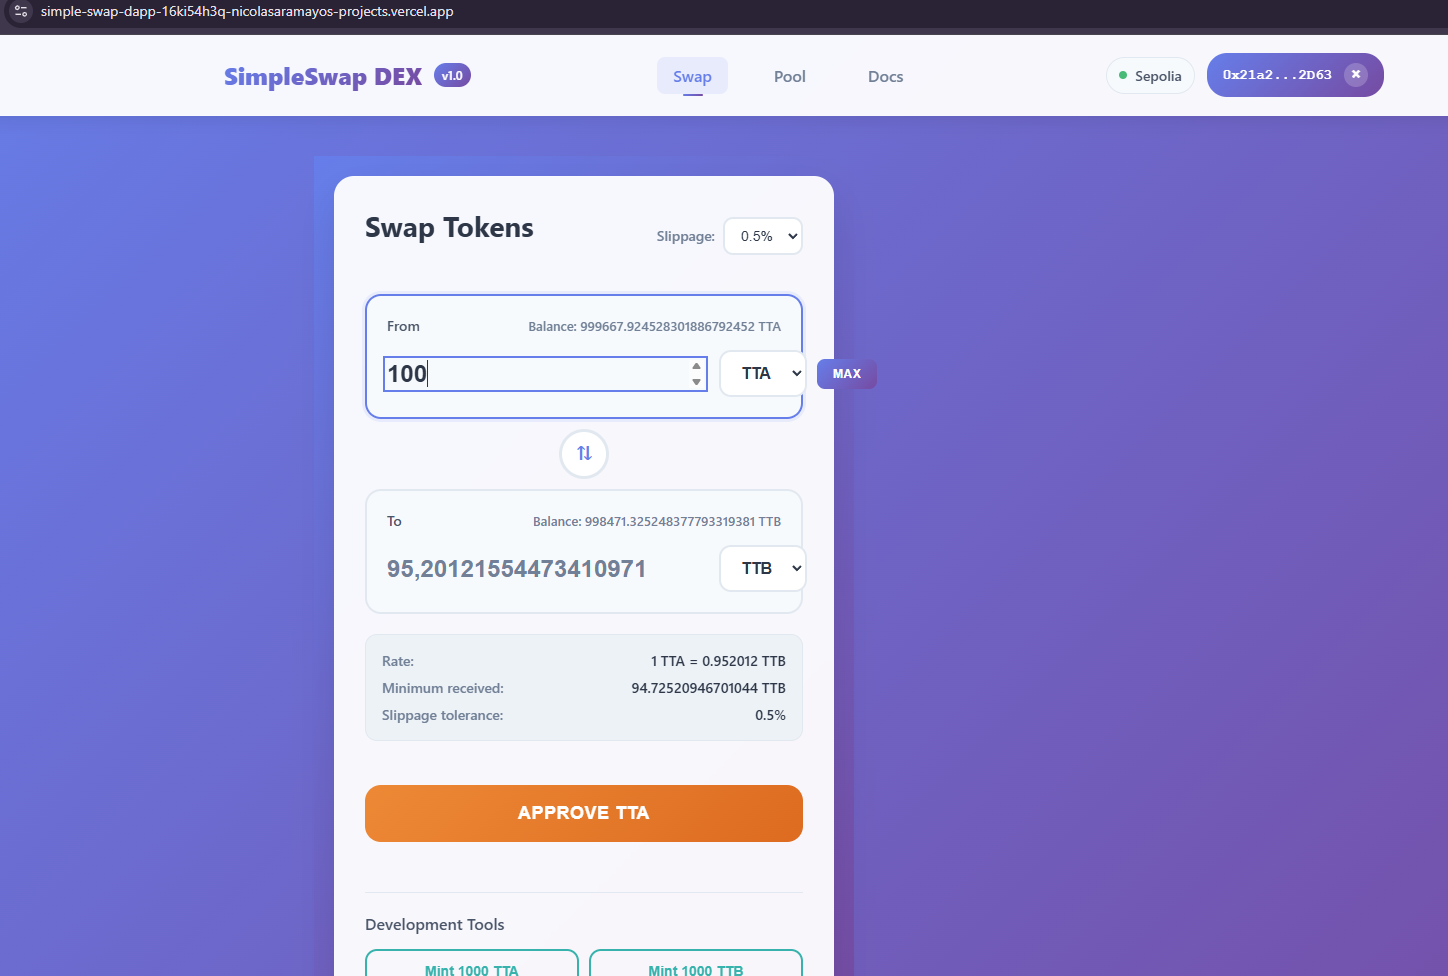 simple-swap-dapp-16ki54h3q-nicolasaramayos-projects.vercel.app
SimpleSwap DEX v1.0
Swap Pool Docs
Sepolia
0x21a2...2D63
Swap Tokens
Slippage: 0.5%
From Balance: 999667.924528301886792452 TTA
100 TTA MAX
To Balance: 998471.325248377793319381 TTB
95,20121554473410971 TTB
Rate: 1 TTA = 0.952012 TTB
Minimum received: 94.72520946701044 TTB
Slippage tolerance: 0.5%
APPROVE TTA
Development Tools
Mint 1000 TTA Mint 1000 TTB